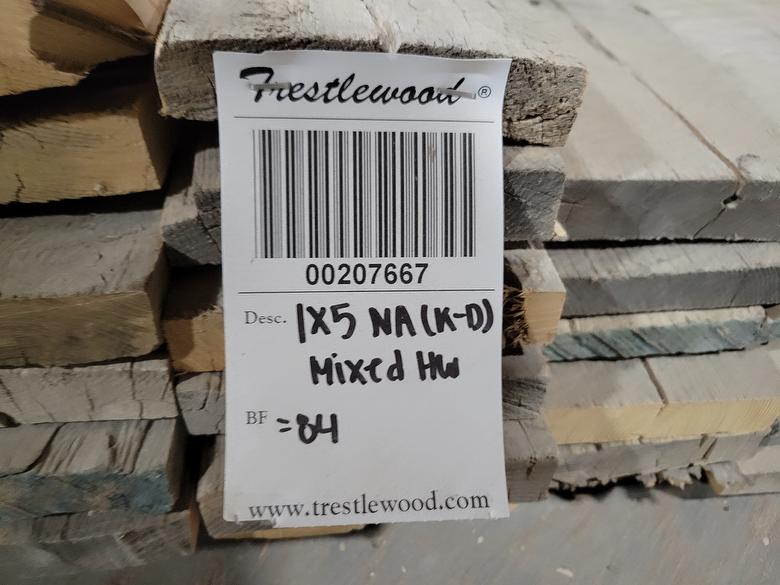 Trestlewood ®
00207667
Desc. 1x5 NA (K-D)
Mixed HW
BF =84
www.trestlewood.com